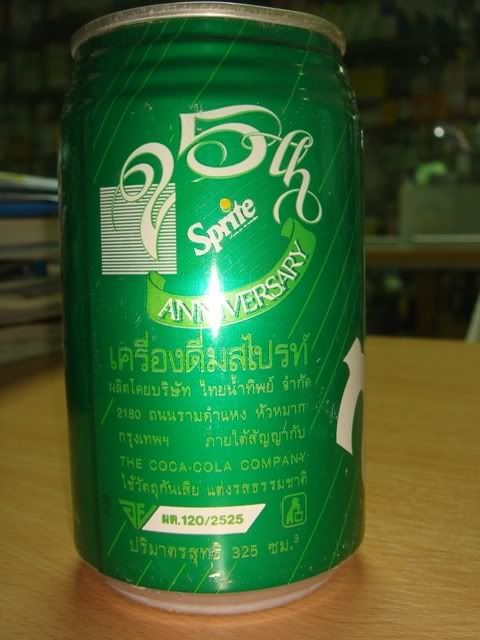 25th
Sprite
ANNIVERSARY
เครื่องดื่มสไปรท์
ผลิตโดยบริษัท ไทยน้ำทิพย์ จำกัด
2180 ถนนรามคำแหง หัวหมาก
กรุงเทพฯ ภายใต้สัญญากับ
THE COCA-COLA COMPANY
ใช้วัตถุกันเสีย แต่งรสธรรมชาติ
ผด.120/2525
ปริมาตรสุทธิ 325 ซม.³